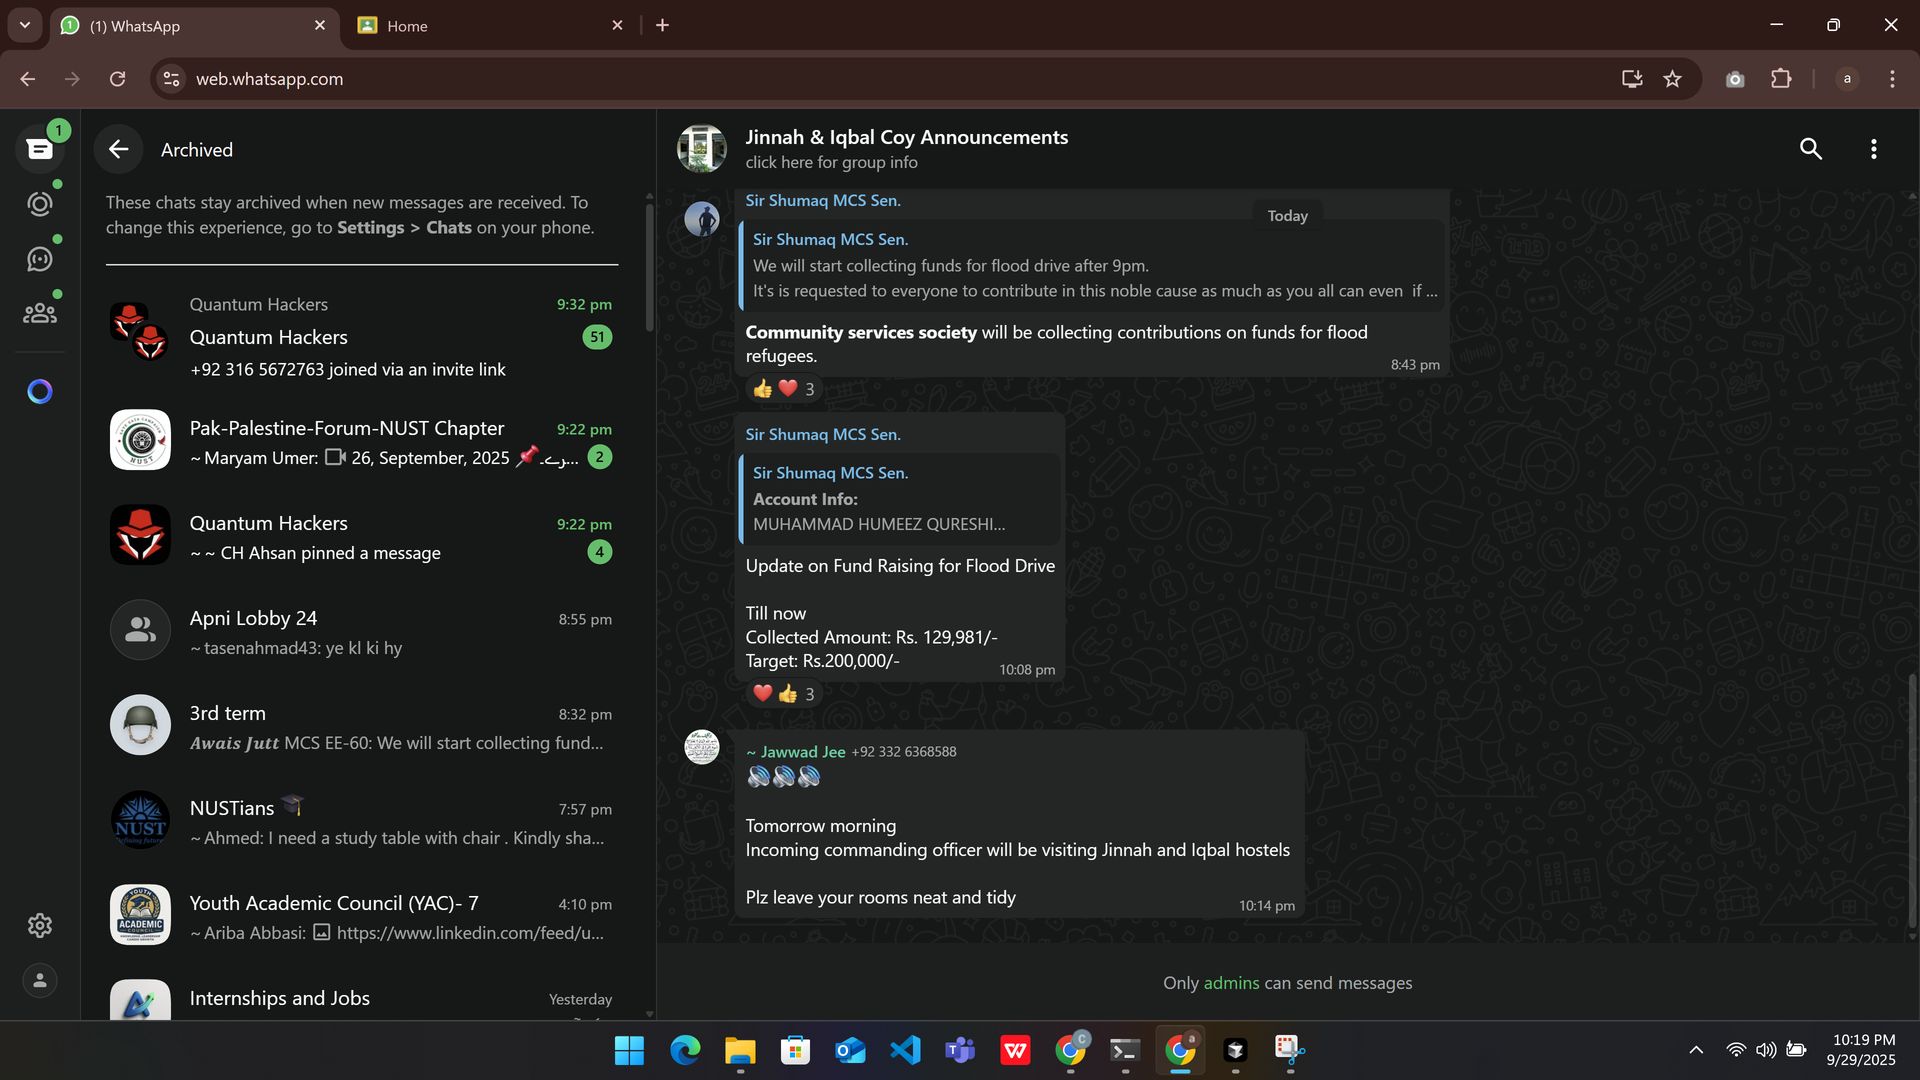 (1) WhatsApp
Home
web.whatsapp.com
a
1
Archived
These chats stay archived when new messages are received. To
change this experience, go to Settings > Chats on your phone.
Quantum Hackers
9:32 pm
Quantum Hackers
51
+92 316 5672763 joined via an invite link
Pak-Palestine-Forum-NUST Chapter
9:22 pm
~ Maryam Umer: 26, September, 2025 📌
2
Quantum Hackers
9:22 pm
~ ~ CH Ahsan pinned a message
4
Apni Lobby 24
8:55 pm
~ tasenahmad43: ye kl ki hy
3rd term
8:32 pm
Awais Jutt MCS EE-60: We will start collecting fund...
NUSTians 🎓
7:57 pm
~ Ahmed: I need a study table with chair . Kindly sha...
NUST
Youth Academic Council (YAC)- 7
4:10 pm
~ Ariba Abbasi: https://www.linkedin.com/feed/u...
Internships and Jobs
Yesterday
Jinnah & Iqbal Coy Announcements
click here for group info
Sir Shumaq MCS Sen.
Today
Sir Shumaq MCS Sen.
We will start collecting funds for flood drive after 9pm.
It's is requested to everyone to contribute in this noble cause as much as you all can even if ...
Community services society will be collecting contributions on funds for flood
refugees.
8:43 pm
👍❤️ 3
Sir Shumaq MCS Sen.
Sir Shumaq MCS Sen.
Account Info:
MUHAMMAD HUMEEZ QURESHI...
Update on Fund Raising for Flood Drive
Till now
Collected Amount: Rs. 129,981/-
Target: Rs.200,000/-
10:08 pm
❤️👍 3
~ Jawwad Jee +92 332 6368588
🔊🔊🔊
Tomorrow morning
Incoming commanding officer will be visiting Jinnah and Iqbal hostels
Plz leave your rooms neat and tidy
10:14 pm
Only admins can send messages
10:19 PM
9/29/2025